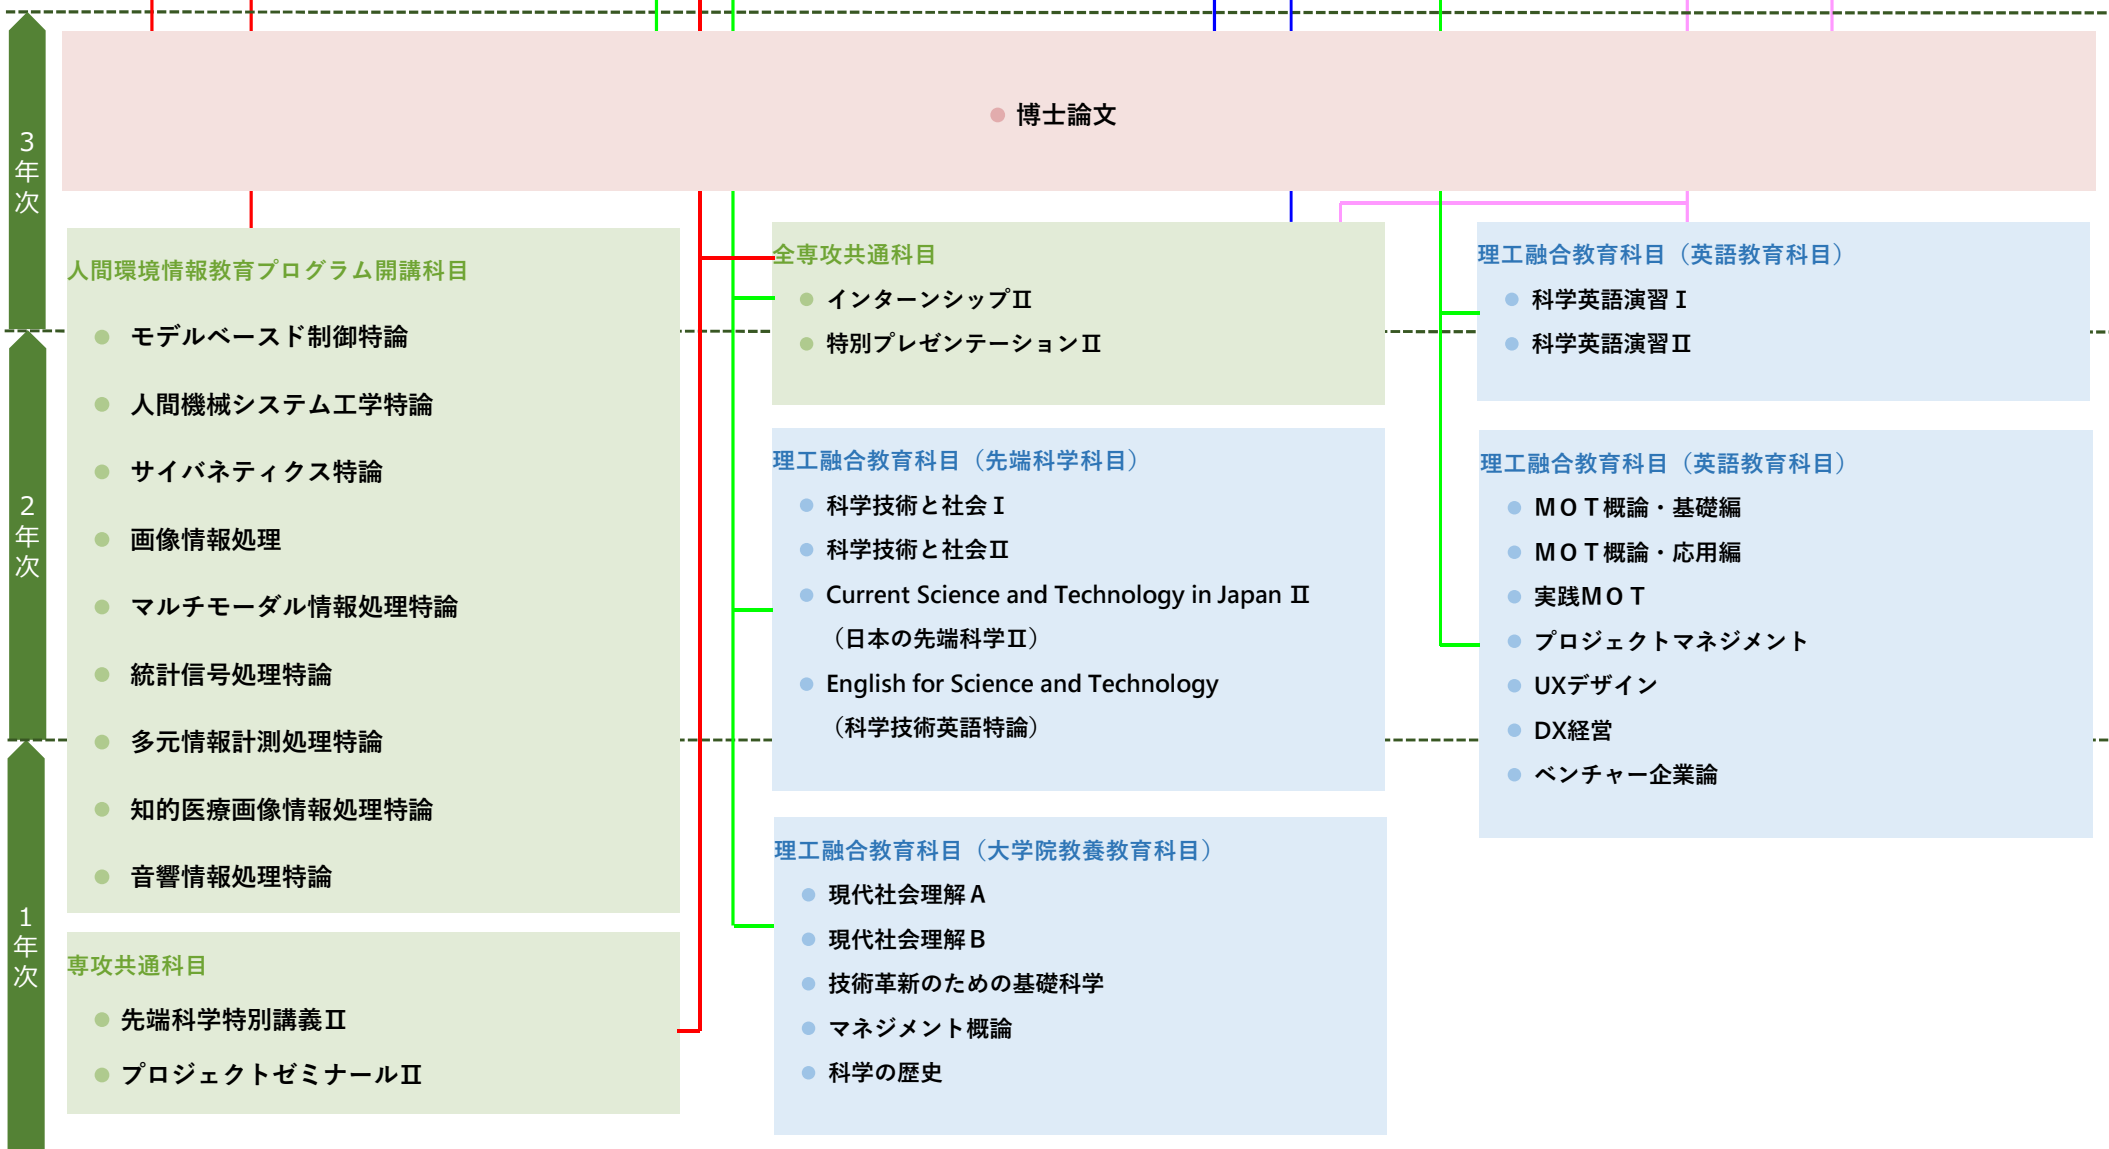 3年次
博士論文
人間環境情報教育プログラム開講科目
モデルベースド制御特論
人間機械システム工学特論
サイバネティクス特論
画像情報処理
マルチモーダル情報処理特論
統計信号処理特論
多元情報計測処理特論
知的医療画像情報処理特論
音響情報処理特論
専攻共通科目
先端科学特別講義Ⅱ
プロジェクトゼミナールⅡ
全専攻共通科目
インターンシップⅡ
特別プレゼンテーションⅡ
理工融合教育科目（先端科学科目）
科学技術と社会Ⅰ
科学技術と社会Ⅱ
Current Science and Technology in Japan Ⅱ
（日本の先端科学Ⅱ）
English for Science and Technology
（科学技術英語特論）
理工融合教育科目（大学院教養教育科目）
現代社会理解Ａ
現代社会理解Ｂ
技術革新のための基礎科学
マネジメント概論
科学の歴史
理工融合教育科目（英語教育科目）
科学英語演習Ⅰ
科学英語演習Ⅱ
理工融合教育科目（英語教育科目）
ＭＯＴ概論・基礎編
ＭＯＴ概論・応用編
実践ＭＯＴ
プロジェクトマネジメント
UXデザイン
DX経営
ベンチャー企業論
2年次
1年次